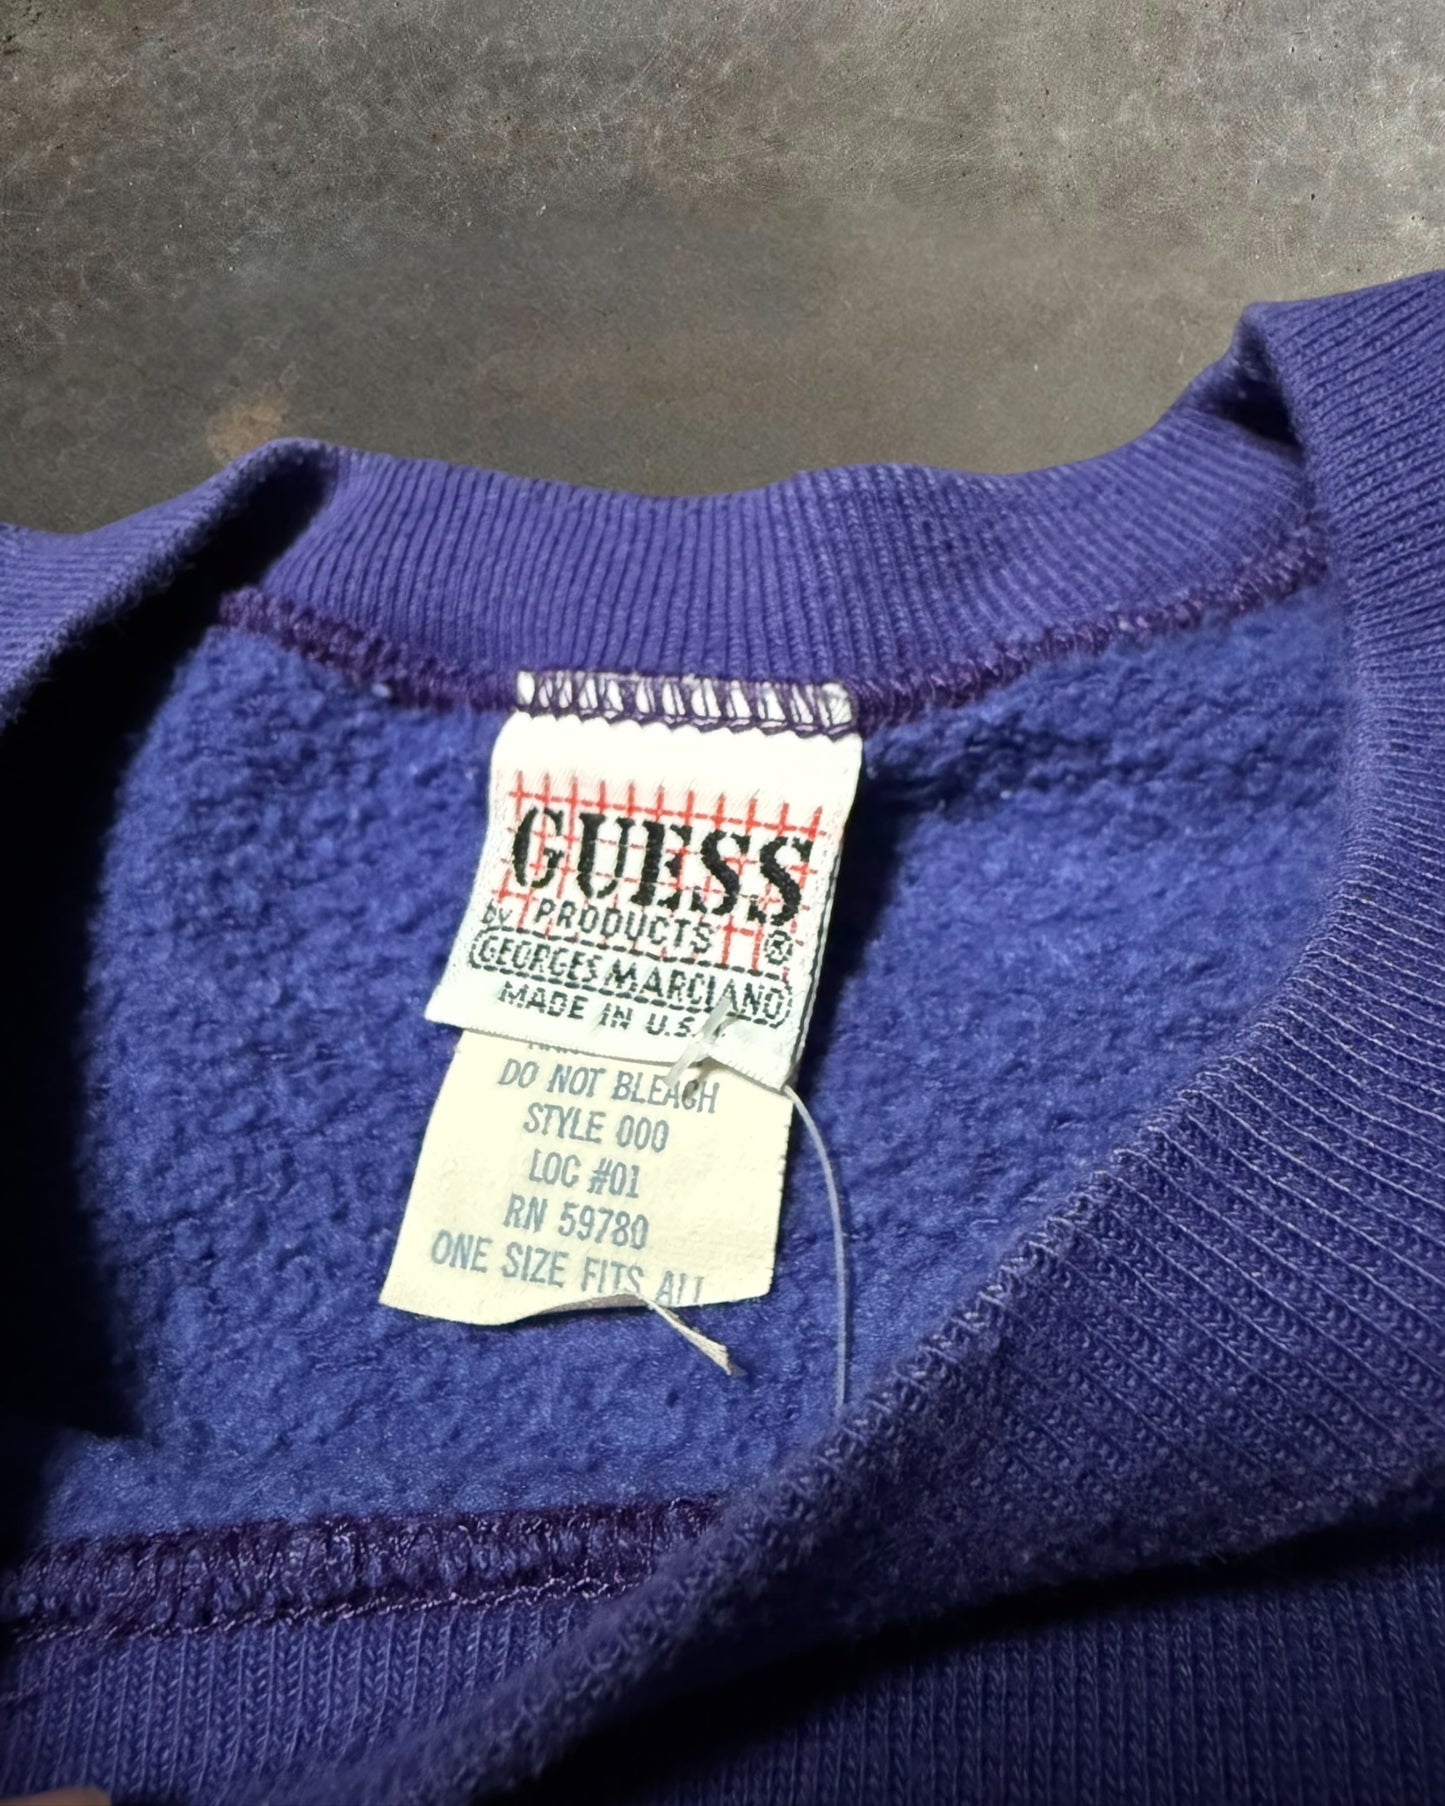 GUESS
by PRODUCTS ®
GEORGES MARCIANO
MADE IN U.S.
DO NOT BLEACH
STYLE 000
LOC #01
RN 59780
ONE SIZE FITS ALL